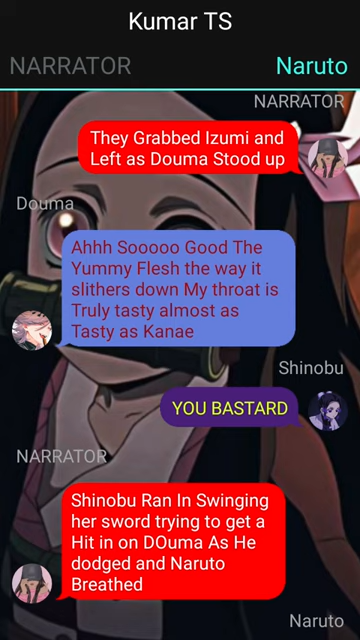 Kumar TS
NARRATOR
Naruto
NARRATOR
They Grabbed Izumi and
Left as Douma Stood up
Douma
Ahhh Sooooo Good The
Yummy Flesh the way it
slithers down My throat is
Truly tasty almost as
Tasty as Kanae
Shinobu
YOU BASTARD
NARRATOR
Shinobu Ran In Swinging
her sword trying to get a
Hit in on DOuma As He
dodged and Naruto
Breathed
Naruto